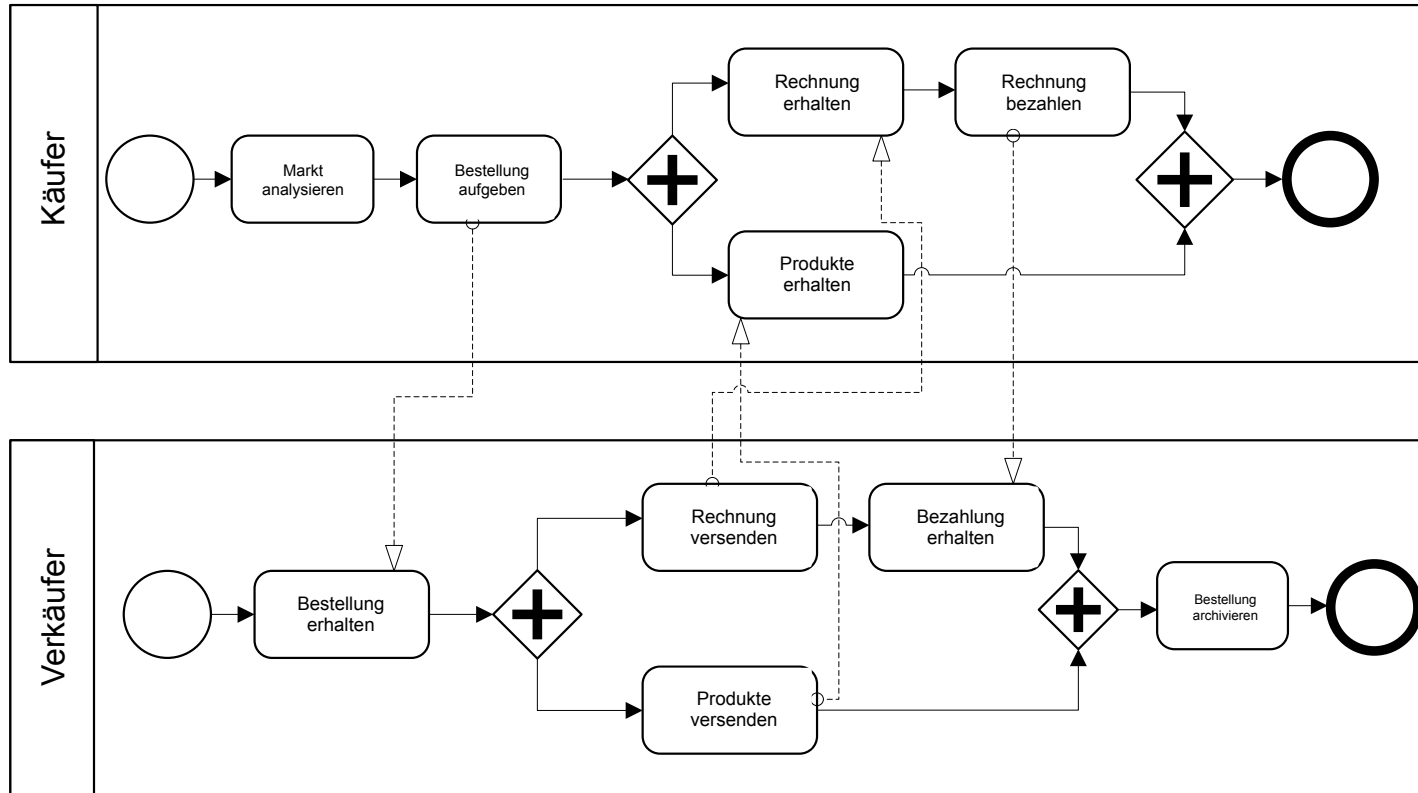 Käufer
Markt
analysieren
Bestellung
aufgeben
Rechnung
erhalten
Rechnung
bezahlen
Produkte
erhalten
Verkäufer
Bestellung
erhalten
Rechnung
versenden
Bezahlung
erhalten
Produkte
versenden
Bestellung
archivieren